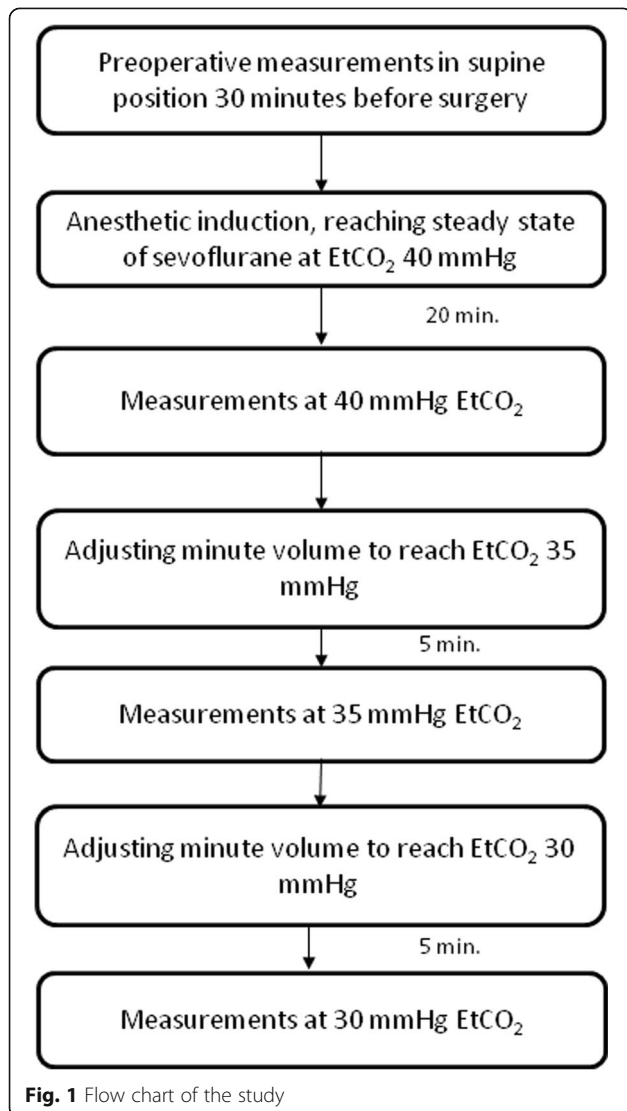 Preoperative measurements in supine
position 30 minutes before surgery
Anesthetic induction, reaching steady state
of sevoflurane at EtCO₂ 40 mmHg
20 min.
Measurements at 40 mmHg EtCO₂
Adjusting minute volume to reach EtCO₂ 35
mmHg
5 min.
Measurements at 35 mmHg EtCO₂
Adjusting minute volume to reach EtCO₂ 30
mmHg
5 min.
Measurements at 30 mmHg EtCO₂
Fig. 1 Flow chart of the study